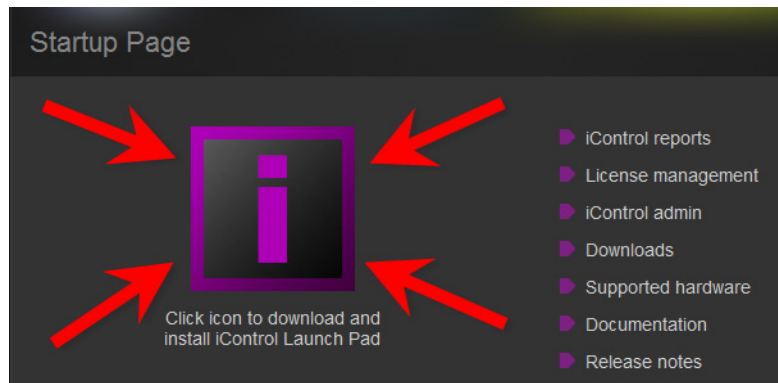 Startup Page
i
Click icon to download and
install iControl Launch Pad
iControl reports
License management
iControl admin
Downloads
Supported hardware
Documentation
Release notes